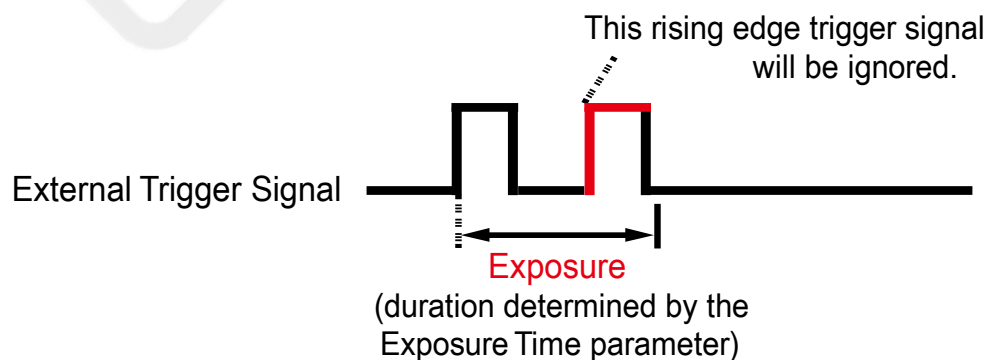 This rising edge trigger signal
will be ignored.
External Trigger Signal
Exposure
(duration determined by the
Exposure Time parameter)